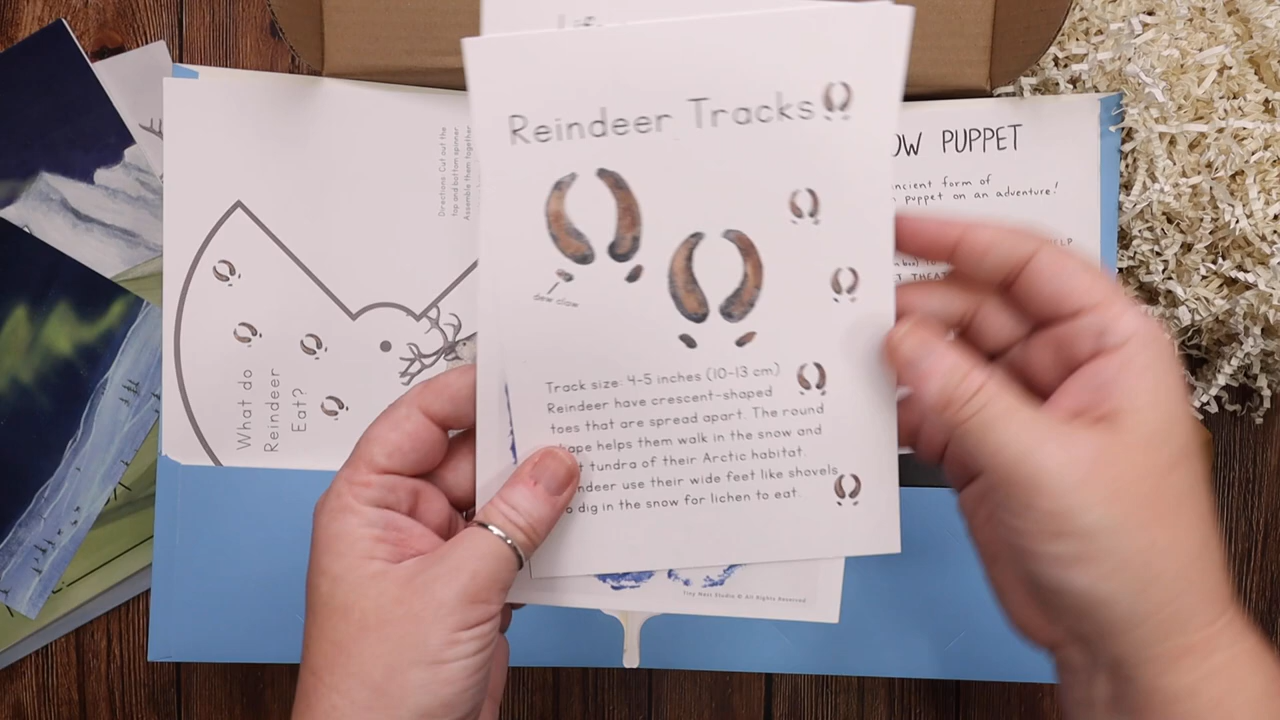 Reindeer Tracks
dew claw
Track size: 4-5 inches (10-13 cm)
Reindeer have crescent-shaped
toes that are spread apart. The round
helps them walk in the snow and
tundra of their Arctic habitat.
use their wide feet like shovels
dig in the snow for lichen to eat.
Tiny Nest Studio © All Rights Reserved
Directions: Cut out the
top and bottom spinner
Assemble them together
What do
Reindeer
Eat?
PUPPET
ancient form of
puppet on an adventure!